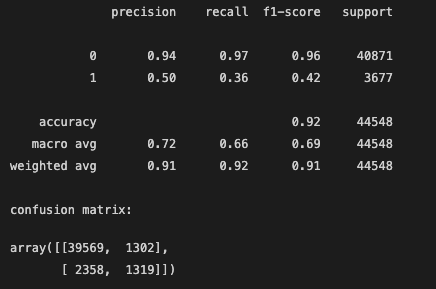 precision recall f1-score support
0 0.94 0.97 0.96 40871
1 0.50 0.36 0.42 3677
accuracy 0.92 44548
macro avg 0.72 0.66 0.69 44548
weighted avg 0.91 0.92 0.91 44548
confusion matrix:
array([[39569, 1302],
[ 2358, 1319]])